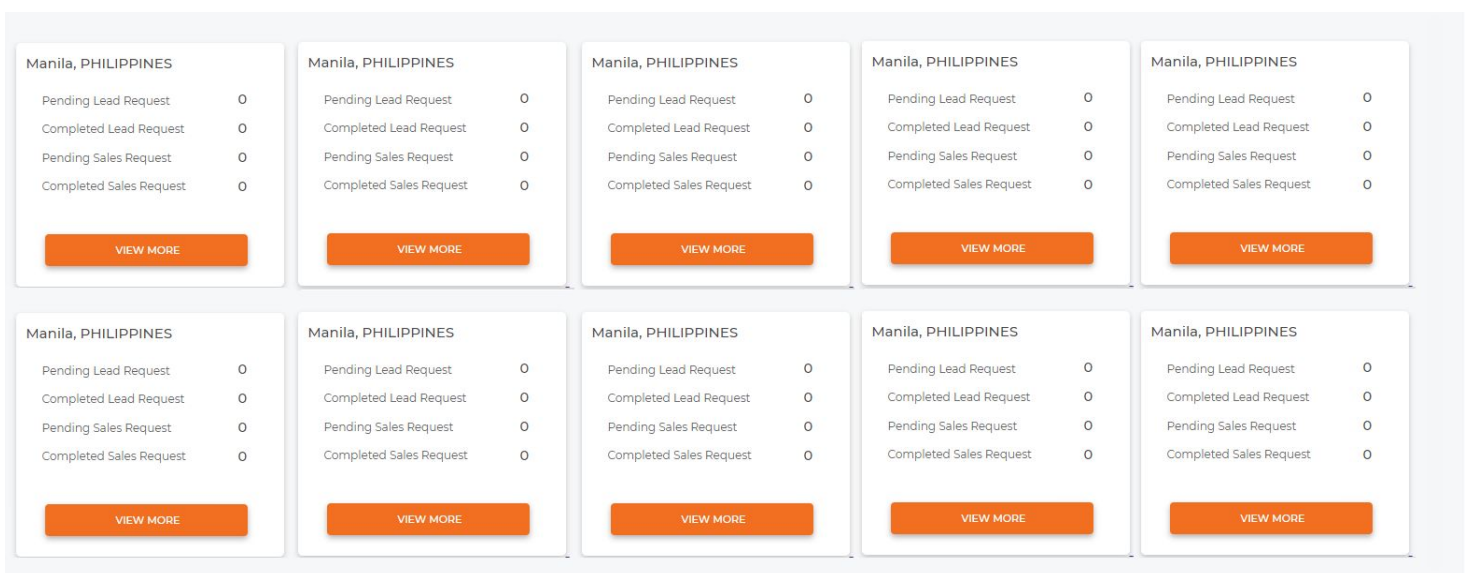 Manila, PHILIPPINES
Pending Lead Request 0
Completed Lead Request 0
Pending Sales Request 0
Completed Sales Request 0
VIEW MORE
Manila, PHILIPPINES
Pending Lead Request 0
Completed Lead Request 0
Pending Sales Request 0
Completed Sales Request 0
VIEW MORE
Manila, PHILIPPINES
Pending Lead Request 0
Completed Lead Request 0
Pending Sales Request 0
Completed Sales Request 0
VIEW MORE
Manila, PHILIPPINES
Pending Lead Request 0
Completed Lead Request 0
Pending Sales Request 0
Completed Sales Request 0
VIEW MORE
Manila, PHILIPPINES
Pending Lead Request 0
Completed Lead Request 0
Pending Sales Request 0
Completed Sales Request 0
VIEW MORE
Manila, PHILIPPINES
Pending Lead Request 0
Completed Lead Request 0
Pending Sales Request 0
Completed Sales Request 0
VIEW MORE
Manila, PHILIPPINES
Pending Lead Request 0
Completed Lead Request 0
Pending Sales Request 0
Completed Sales Request 0
VIEW MORE
Manila, PHILIPPINES
Pending Lead Request 0
Completed Lead Request 0
Pending Sales Request 0
Completed Sales Request 0
VIEW MORE
Manila, PHILIPPINES
Pending Lead Request 0
Completed Lead Request 0
Pending Sales Request 0
Completed Sales Request 0
VIEW MORE
Manila, PHILIPPINES
Pending Lead Request 0
Completed Lead Request 0
Pending Sales Request 0
Completed Sales Request 0
VIEW MORE